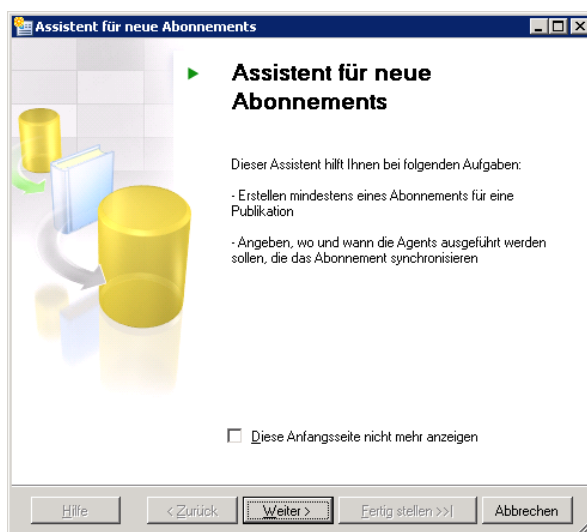 Assistent für neue Abonnements
Assistent für neue
Abonnements
Dieser Assistent hilft Ihnen bei folgenden Aufgaben:
- Erstellen mindestens eines Abonnements für eine
Publikation
- Angeben, wo und wann die Agents ausgeführt werden
sollen, die das Abonnement synchronisieren
Diese Anfangsseite nicht mehr anzeigen
Hilfe
< Zurück
Weiter >
Fertig stellen >>|
Abbrechen